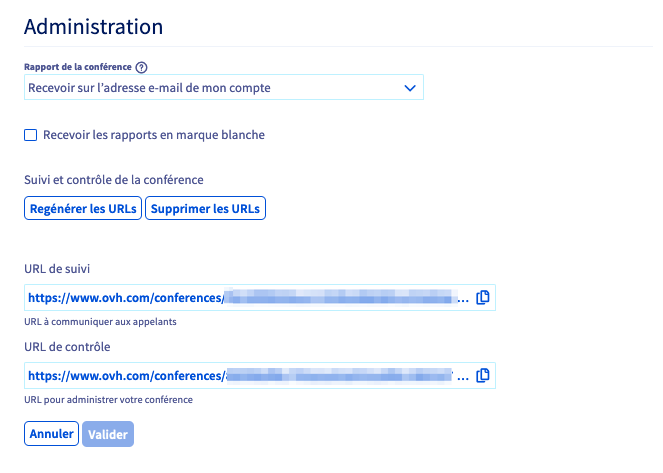 Administration
Rapport de la conférence ?
Recevoir sur l’adresse e-mail de mon compte
Recevoir les rapports en marque blanche
Suivi et contrôle de la conférence
Regénérer les URLs Supprimer les URLs
URL de suivi
https://www.ovh.com/conferences/ ...
URL à communiquer aux appelants
URL de contrôle
https://www.ovh.com/conferences/ ...
URL pour administrer votre conférence
Annuler Valider